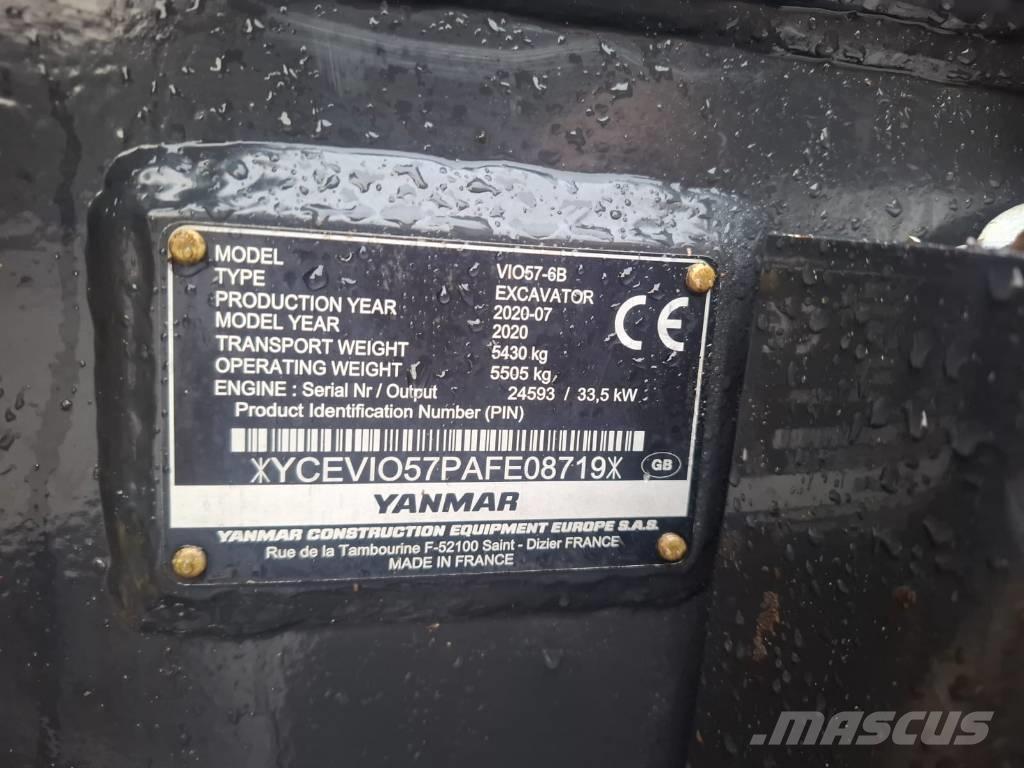 MODEL VIO57-6B
TYPE EXCAVATOR
PRODUCTION YEAR 2020-07
MODEL YEAR 2020
TRANSPORT WEIGHT 5430 kg
OPERATING WEIGHT 5505 kg
ENGINE : Serial Nr / Output 24593 / 33,5 kW
Product Identification Number (PIN)
CE
*YCEVIO57PAFE08719* GB
YANMAR
YANMAR CONSTRUCTION EQUIPMENT EUROPE S.A.S.
Rue de la Tambourine F-52100 Saint - Dizier FRANCE
MADE IN FRANCE
MASCUS